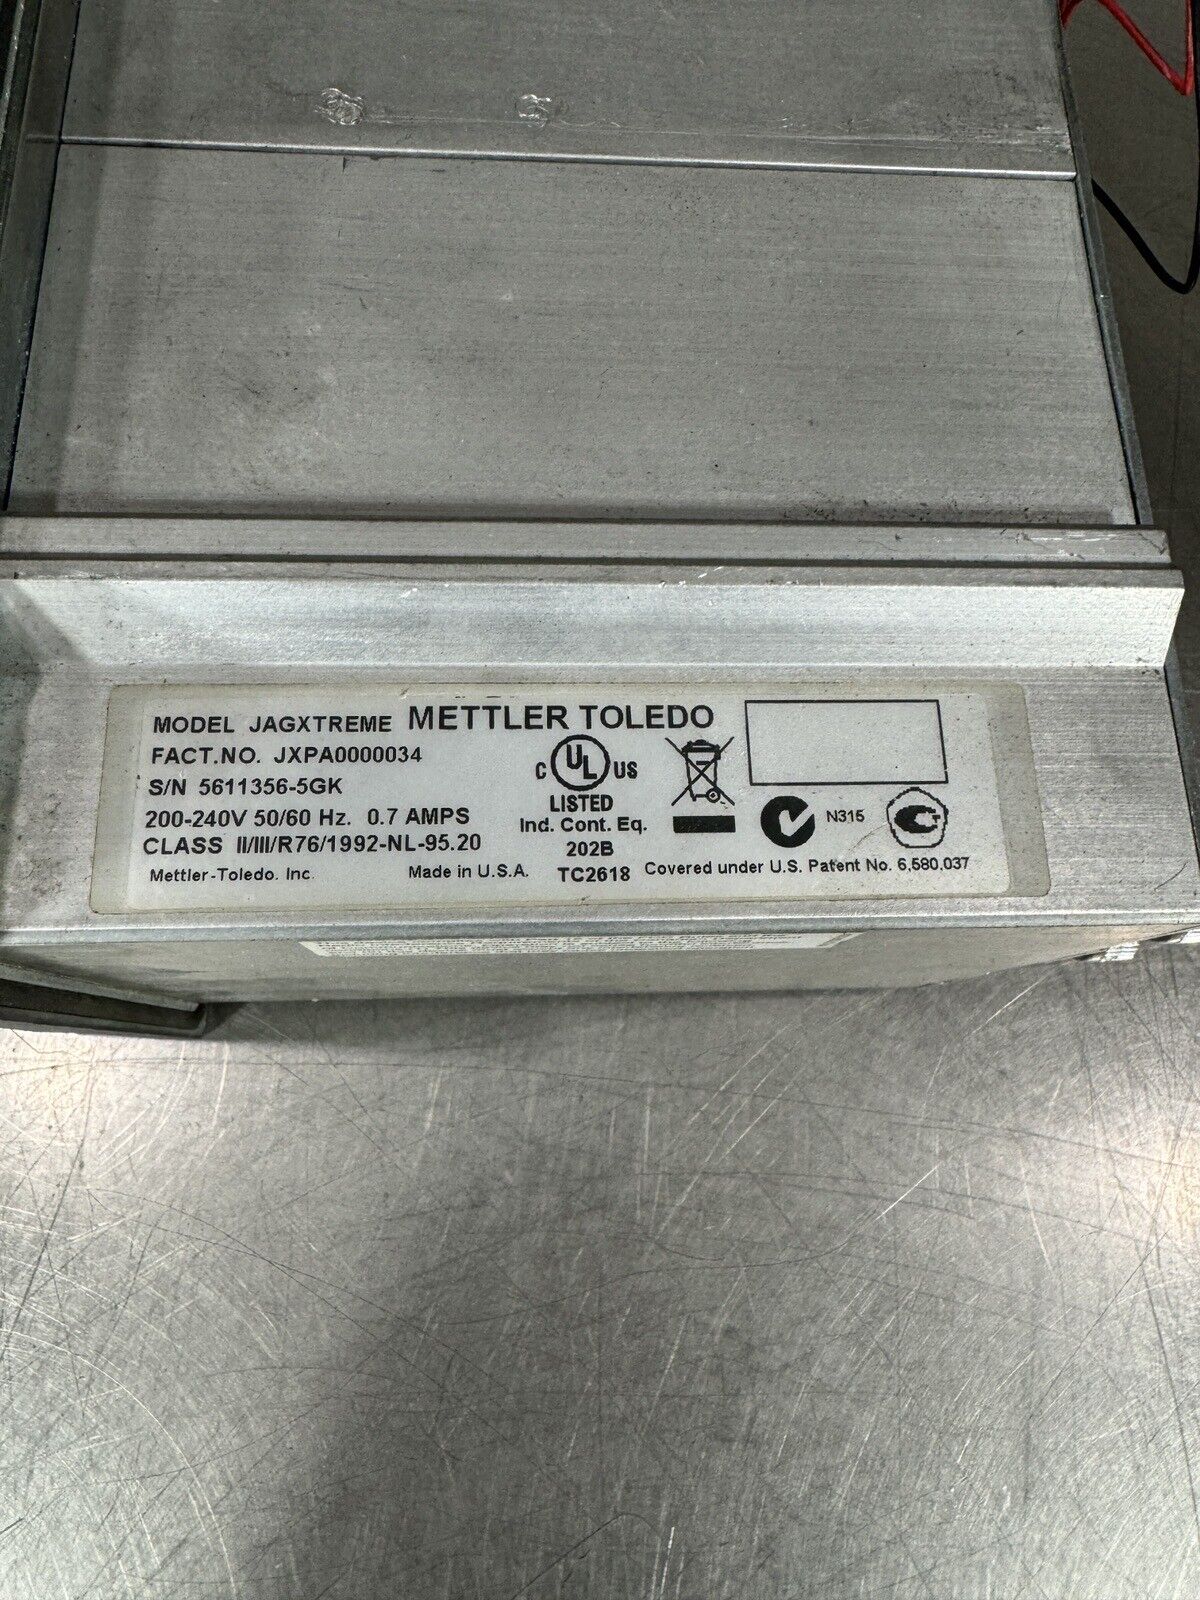 MODEL JAGXTREME METTLER TOLEDO
FACT.NO. JXPA0000034
S/N 5611356-5GK
200-240V 50/60 Hz. 0.7 AMPS
CLASS II/III/R76/1992-NL-95.20
Mettler-Toledo. Inc. Made in U.S.A.
C UL US
LISTED
Ind. Cont. Eq.
202B
TC2618
N315
Covered under U.S. Patent No. 6,580,037